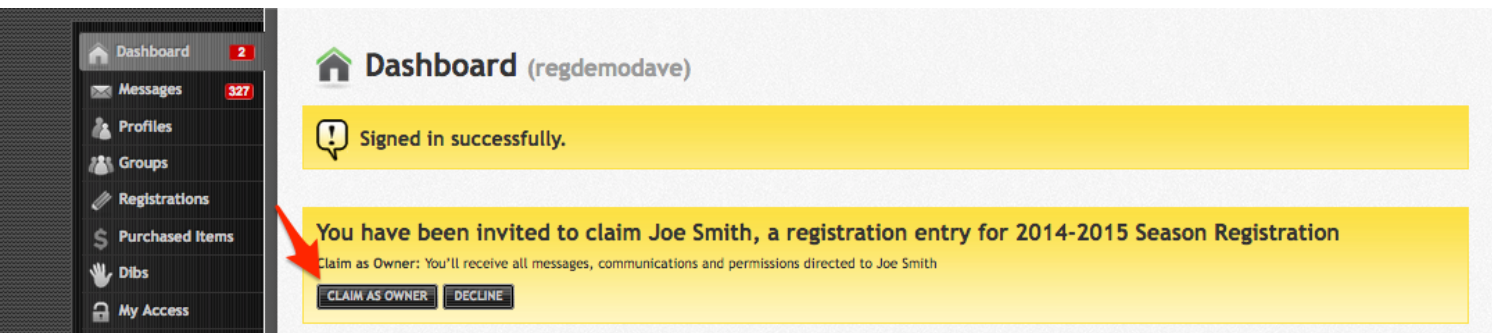 Dashboard 2
Messages 327
Profiles
Groups
Registrations
Purchased Items
Dibs
My Access
Dashboard (regdemodave)
Signed in successfully.
You have been invited to claim Joe Smith, a registration entry for 2014-2015 Season Registration
Claim as Owner: You'll receive all messages, communications and permissions directed to Joe Smith
CLAIM AS OWNER DECLINE